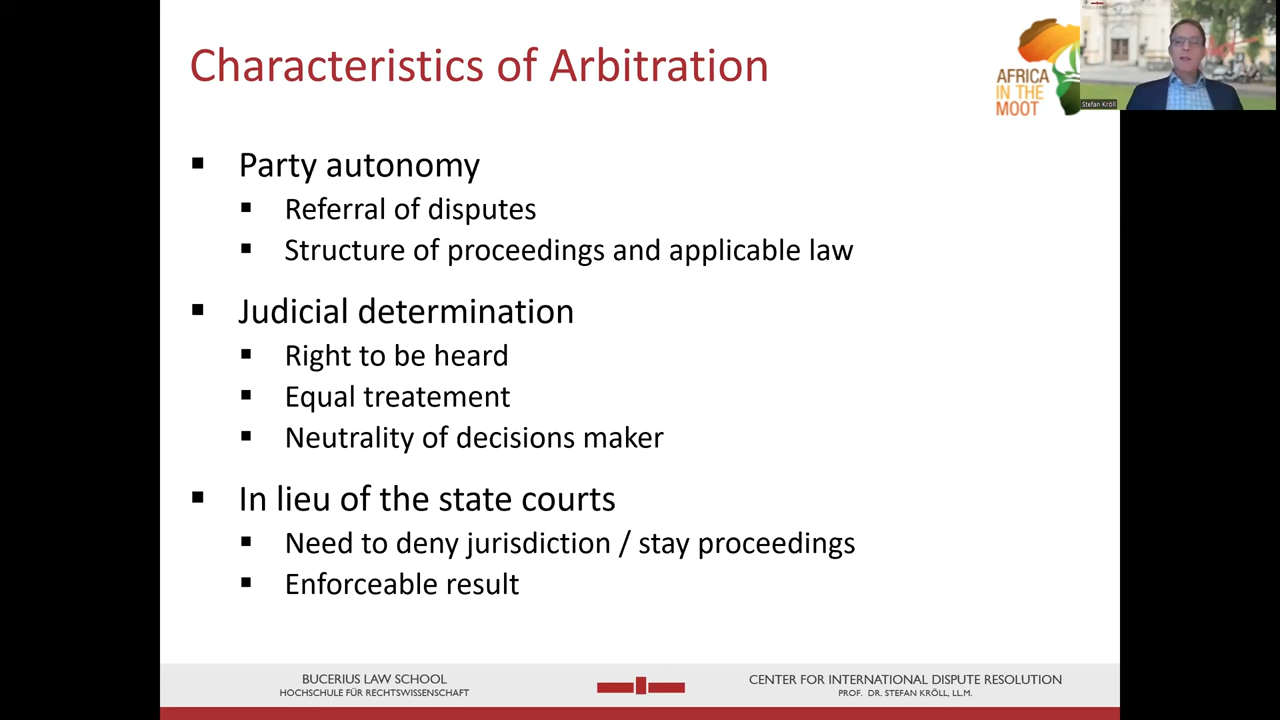 Characteristics of Arbitration
AFRICA
IN THE
MOOT
Stefan Kröll
Party autonomy
Referral of disputes
Structure of proceedings and applicable law
Judicial determination
Right to be heard
Equal treatement
Neutrality of decisions maker
In lieu of the state courts
Need to deny jurisdiction / stay proceedings
Enforceable result
BUCERIUS LAW SCHOOL
HOCHSCHULE FÜR RECHTSWISSENSCHAFT
CENTER FOR INTERNATIONAL DISPUTE RESOLUTION
PROF. DR. STEFAN KRÖLL, LL.M.